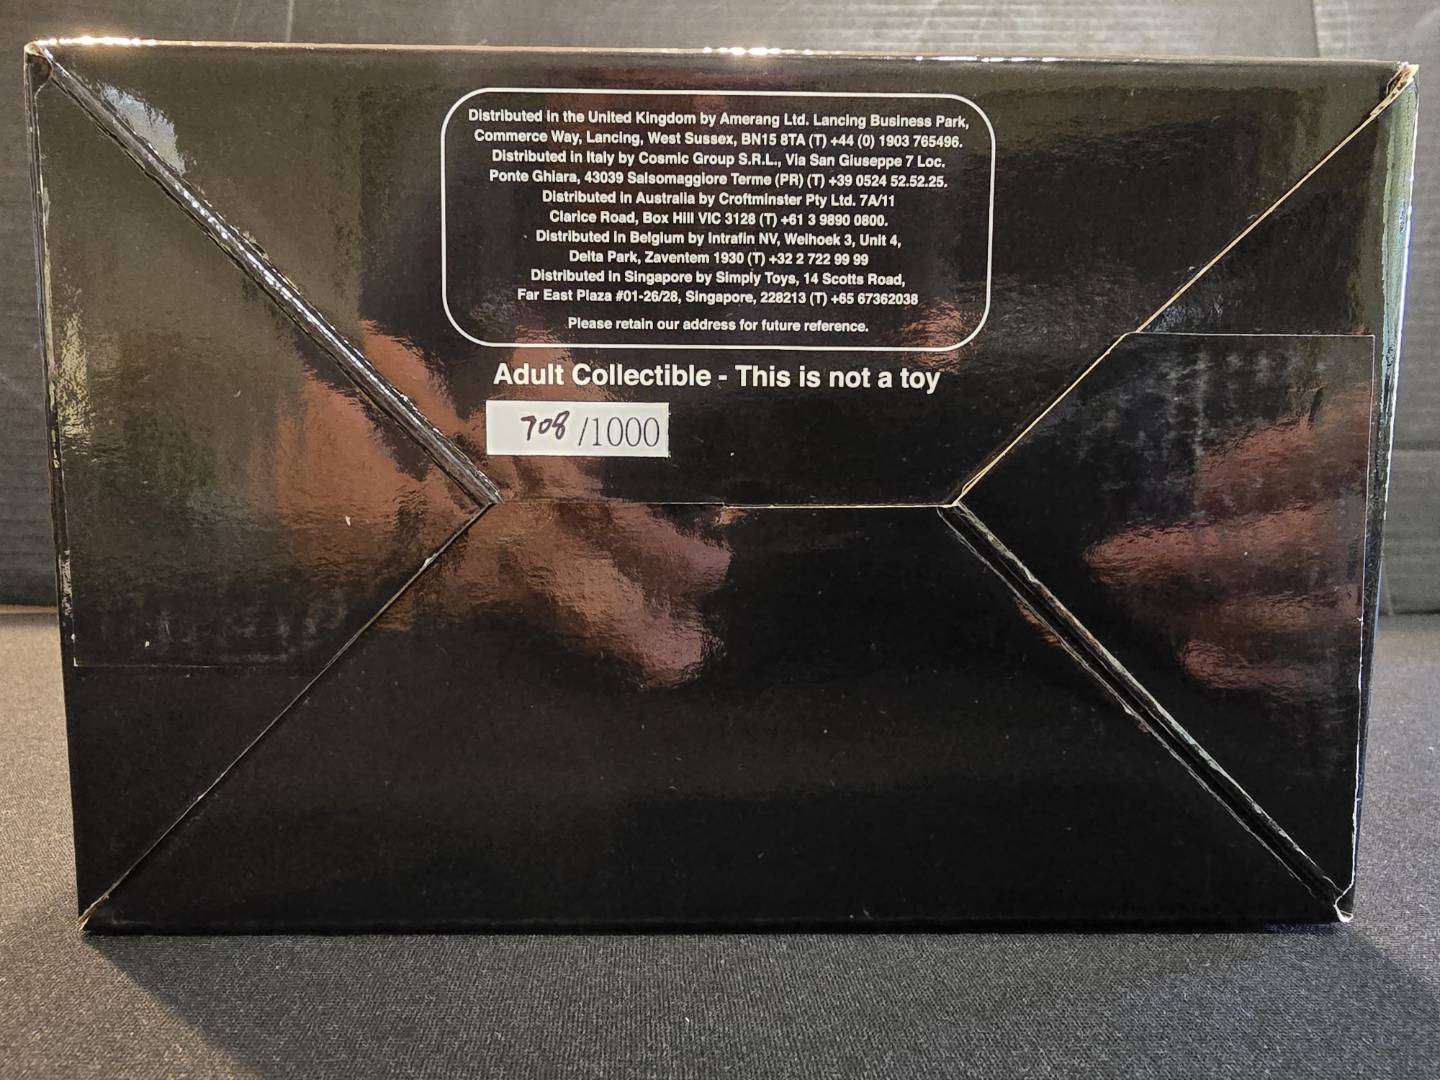 Distributed in the United Kingdom by Amerang Ltd. Lancing Business Park,
Commerce Way, Lancing, West Sussex, BN15 8TA (T) +44 (0) 1903 765496.
Distributed in Italy by Cosmic Group S.R.L., Via San Giuseppe 7 Loc.
Ponte Ghiara, 43039 Salsomaggiore Terme (PR) (T) +39 0524 52.52.25.
Distributed in Australia by Croftminster Pty Ltd. 7A/11
Clarice Road, Box Hill VIC 3128 (T) +61 3 9890 0800.
Distributed in Belgium by Intrafin NV, Weihoek 3, Unit 4,
Delta Park, Zaventem 1930 (T) +32 2 722 99 99
Distributed in Singapore by Simply Toys, 14 Scotts Road,
Far East Plaza #01-26/28, Singapore, 228213 (T) +65 67362038
Please retain our address for future reference.
Adult Collectible - This is not a toy
708 /1000